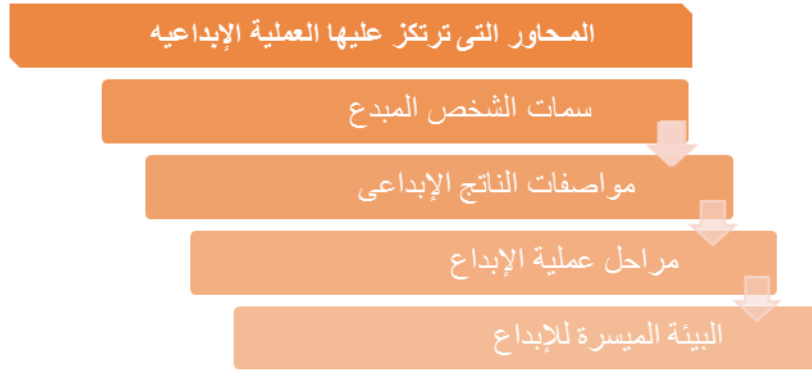 المحاور التى ترتكز عليها العملية الإبداعيه
سمات الشخص المبدع
مواصفات الناتج الإبداعى
مراحل عملية الإبداع
البيئة الميسرة للإبداع